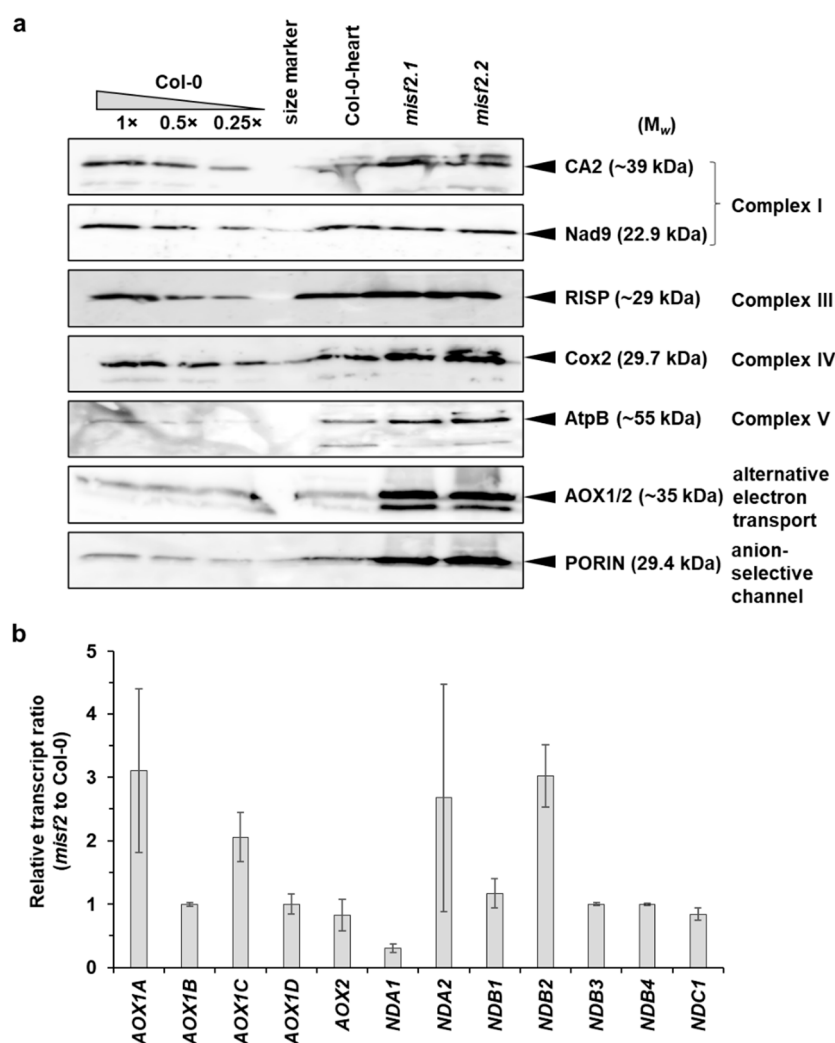 a
Col-0
1× 0.5× 0.25×
size marker
Col-0-heart
misf2.1
misf2.2
(Mw)
CA2 (~39 kDa)
Complex I
Nad9 (22.9 kDa)
RISP (~29 kDa) Complex III
Cox2 (29.7 kDa) Complex IV
AtpB (~55 kDa) Complex V
AOX1/2 (~35 kDa)
alternative
electron
transport
PORIN (29.4 kDa)
anion-
selective
channel
b
Relative transcript ratio
(misf2 to Col-0)
5
4
3
2
1
0
AOX1A
AOX1B
AOX1C
AOX1D
AOX2
NDA1
NDA2
NDB1
NDB2
NDB3
NDB4
NDC1